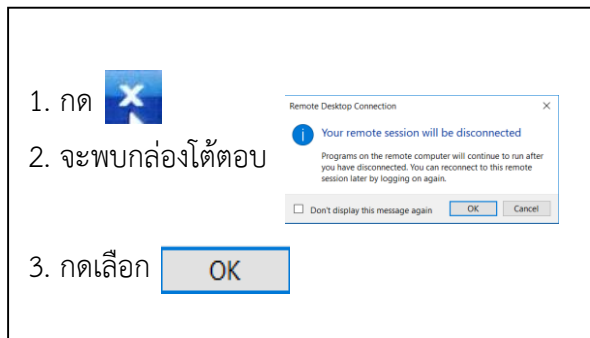 1. กด
Remote Desktop Connection
Your remote session will be disconnected
2. จะพบกล่องโต้ตอบ
Programs on the remote computer will continue to run after
you have disconnected. You can reconnect to this remote
session later by logging on again.
Don't display this message again OK Cancel
3. กดเลือก OK